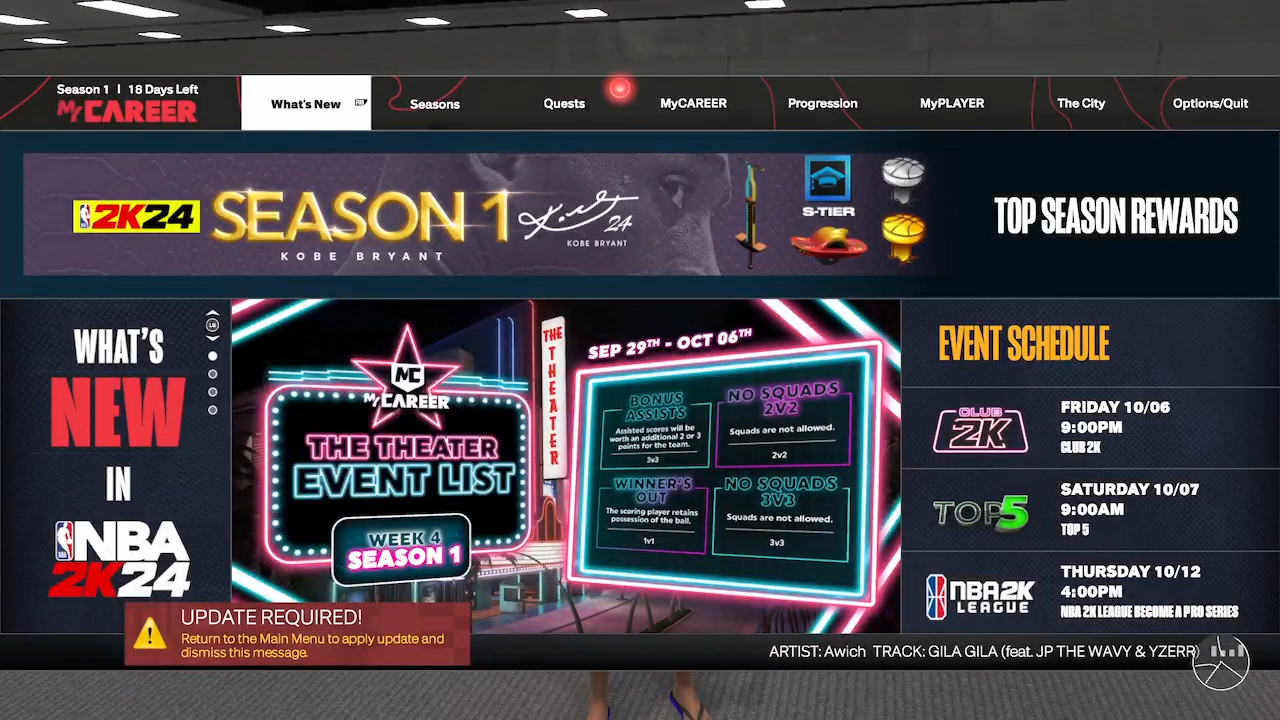 Season 1 | 18 Days Left
MyCAREER
What's New
Seasons
Quests
MyCAREER
Progression
MyPLAYER
The City
Options/Quit
NBA 2K24
SEASON 1
KOBE BRYANT
24
KOBE BRYANT
S-TIER
TOP SEASON REWARDS
WHAT'S
NEW
IN
NBA
2K24
MC
MyCAREER
THE THEATER
EVENT LIST
WEEK 4
SEASON 1
THE THEATER
SEP 29TH - OCT 06TH
BONUS
ASSISTS
Assisted scores will be
worth an additional 2 or 3
points for the team.
3v3
NO SQUADS
2V2
Squads are not allowed.
2v2
WINNER'S
OUT
The scoring player retains
possession of the ball.
1v1
NO SQUADS
3V3
Squads are not allowed.
3v3
EVENT SCHEDULE
CLUB
2K
FRIDAY 10/06
9:00PM
CLUB 2K
TOP5
SATURDAY 10/07
9:00AM
TOP 5
NBA2K
LEAGUE
THURSDAY 10/12
4:00PM
NBA 2K LEAGUE BECOME A PRO SERIES
UPDATE REQUIRED!
Return to the Main Menu to apply update and
dismiss this message.
ARTIST: Awich TRACK: GILA GILA (feat. JP THE WAVY & YZERR)